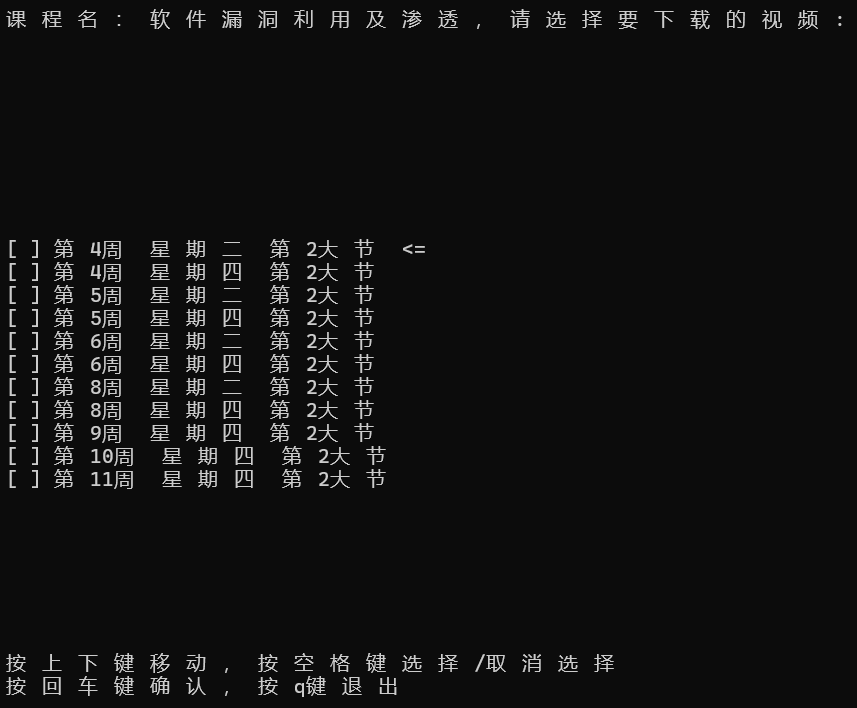 课程名：软件漏洞利用及渗透，请选择要下载的视频：
[ ] 第4周 星期二 第2大节 <=
[ ] 第4周 星期四 第2大节
[ ] 第5周 星期二 第2大节
[ ] 第5周 星期四 第2大节
[ ] 第6周 星期二 第2大节
[ ] 第6周 星期四 第2大节
[ ] 第8周 星期二 第2大节
[ ] 第8周 星期四 第2大节
[ ] 第9周 星期四 第2大节
[ ] 第10周 星期四 第2大节
[ ] 第11周 星期四 第2大节
按上下键移动，按空格键选择/取消选择
按回车键确认，按q键退出